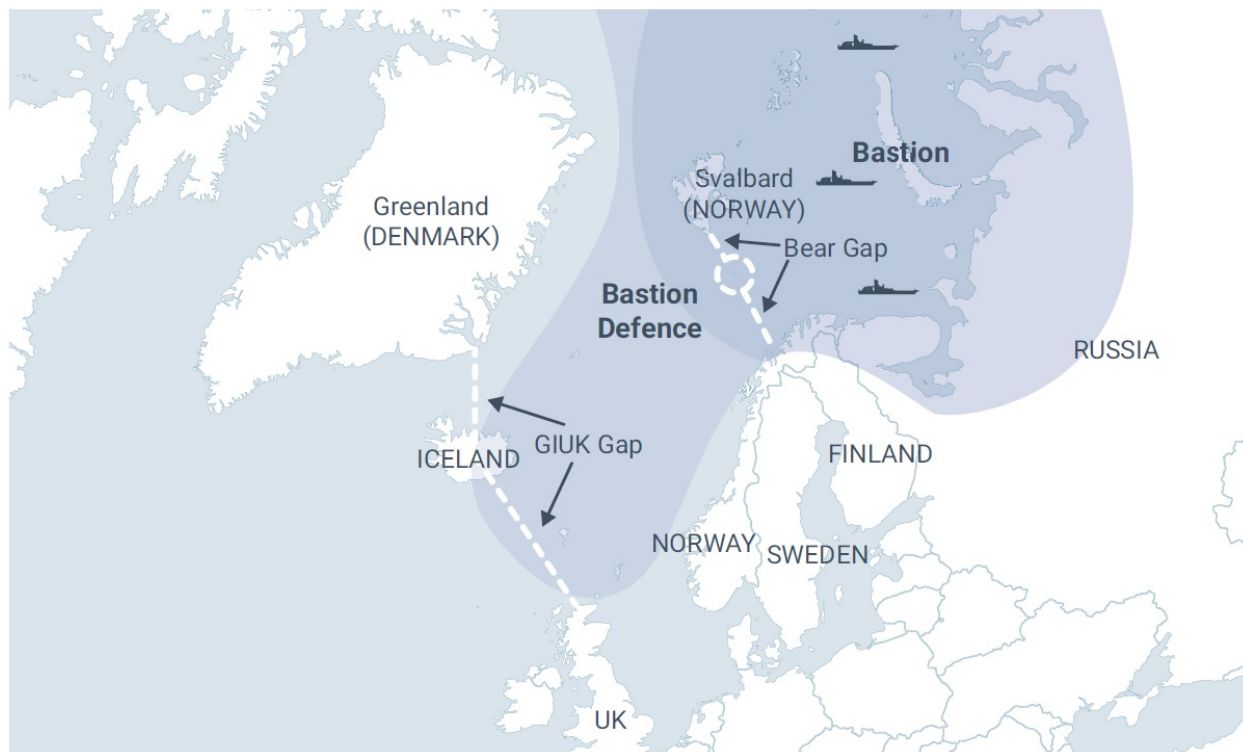 Bastion
Svalbard
(NORWAY)
Greenland
(DENMARK)
Bear Gap
Bastion
Defence
RUSSIA
GIUK Gap
ICELAND
FINLAND
NORWAY
SWEDEN
UK